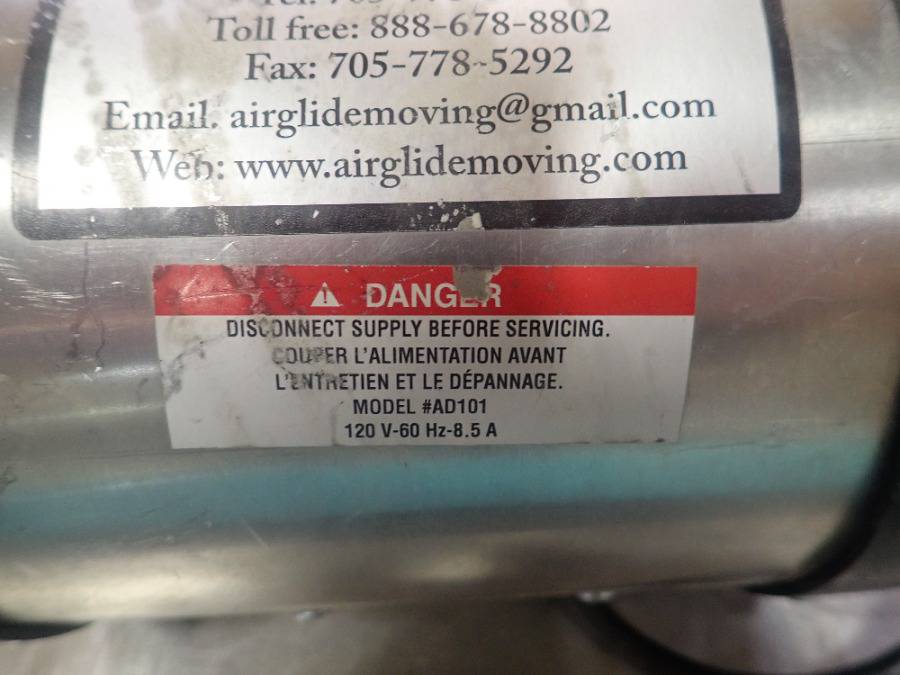 Toll free: 888-678-8802
Fax: 705-778-5292
Email. airglidemoving@gmail.com
Web: www.airglidemoving.com
DANGER
DISCONNECT SUPPLY BEFORE SERVICING.
COUPER L'ALIMENTATION AVANT
L'ENTRETIEN ET LE DÉPANNAGE.
MODEL #AD101
120 V-60 Hz-8.5 A